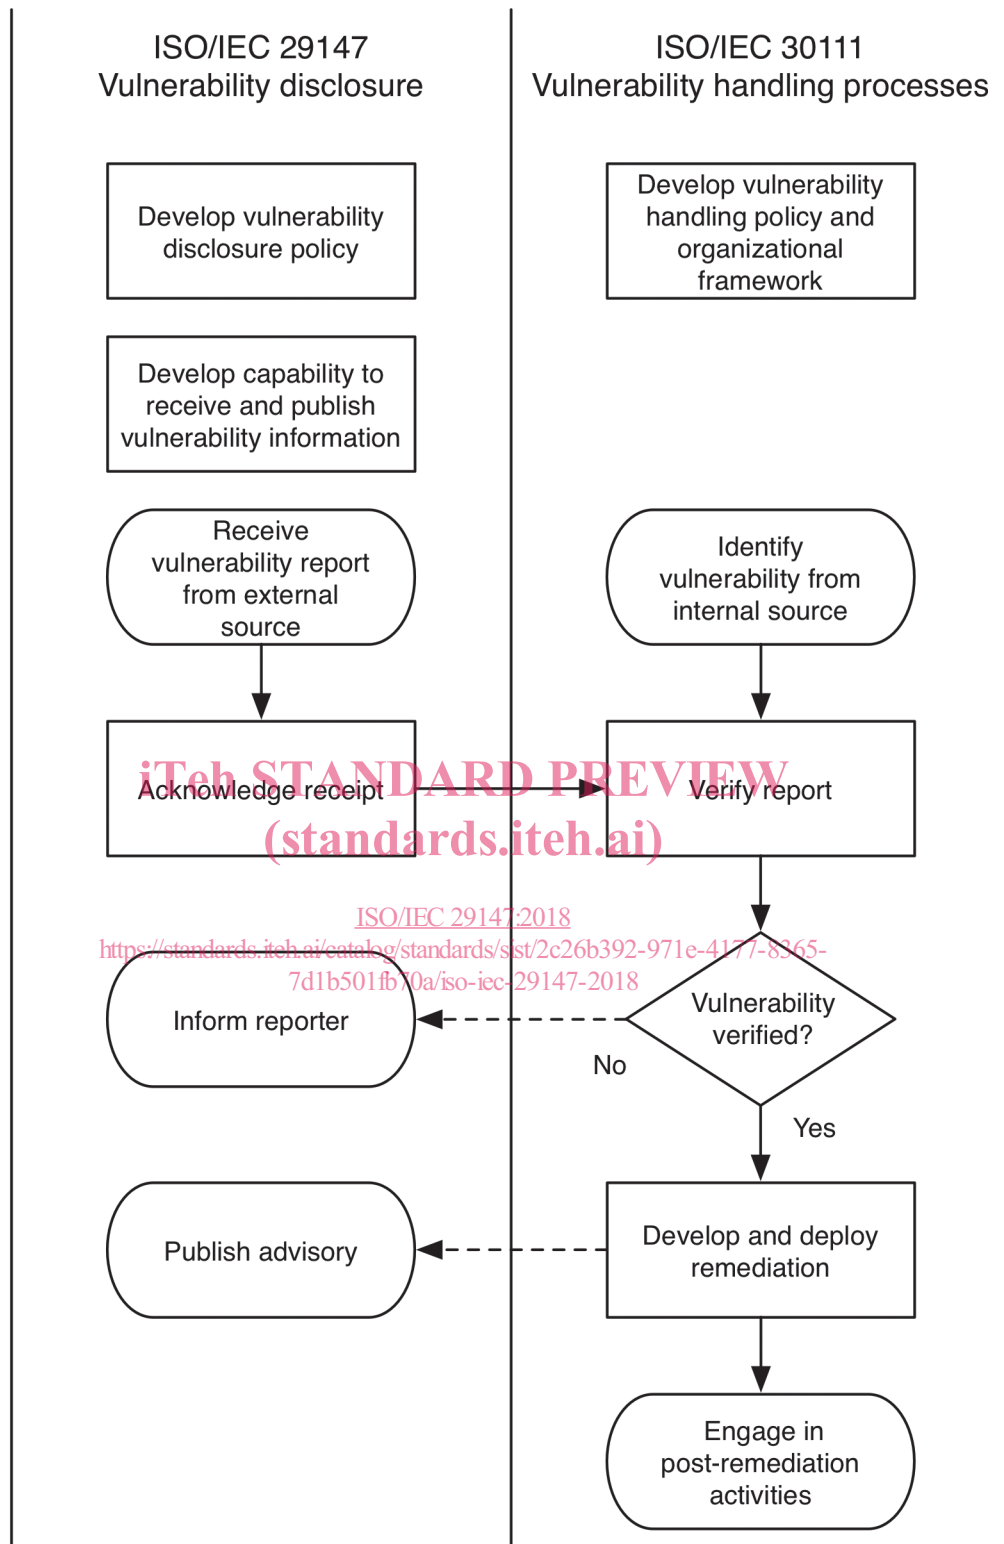 ISO/IEC 29147
Vulnerability disclosure
ISO/IEC 30111
Vulnerability handling processes
Develop vulnerability
disclosure policy
Develop vulnerability
handling policy and
organizational
framework
Develop capability to
receive and publish
vulnerability information
Receive
vulnerability report
from external
source
Identify
vulnerability from
internal source
Acknowledge receipt
Verify report
iTeh STANDARD PREVIEW
(standards.iteh.ai)
ISO/IEC 29147:2018
https://standards.iteh.ai/catalog/standards/sist/2c26b392-971e-4177-8365-
7d1b501fb70a/iso-iec-29147-2018
Inform reporter
Vulnerability
verified?
No
Yes
Publish advisory
Develop and deploy
remediation
Engage in
post-remediation
activities